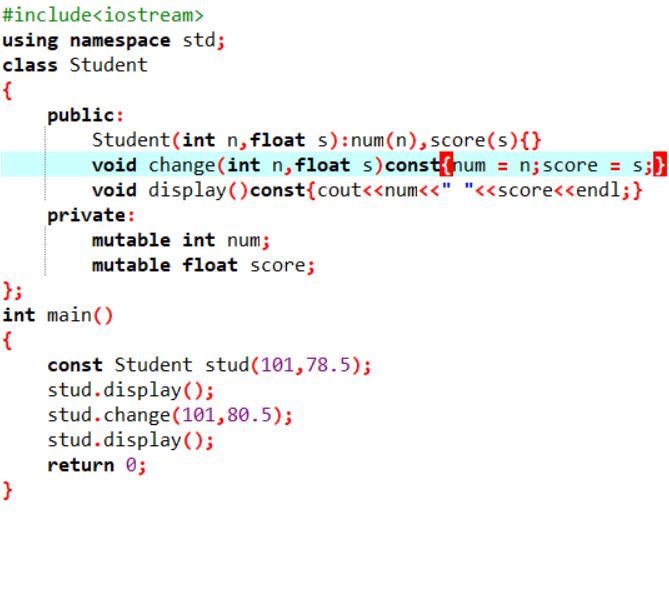 #include<iostream>
using namespace std;
class Student
{
    public:
        Student(int n,float s):num(n),score(s){}
        void change(int n,float s)const{num = n;score = s;}
        void display()const{cout<<num<<" "<<score<<endl;}
    private:
        mutable int num;
        mutable float score;
};
int main()
{
    const Student stud(101,78.5);
    stud.display();
    stud.change(101,80.5);
    stud.display();
    return 0;
}